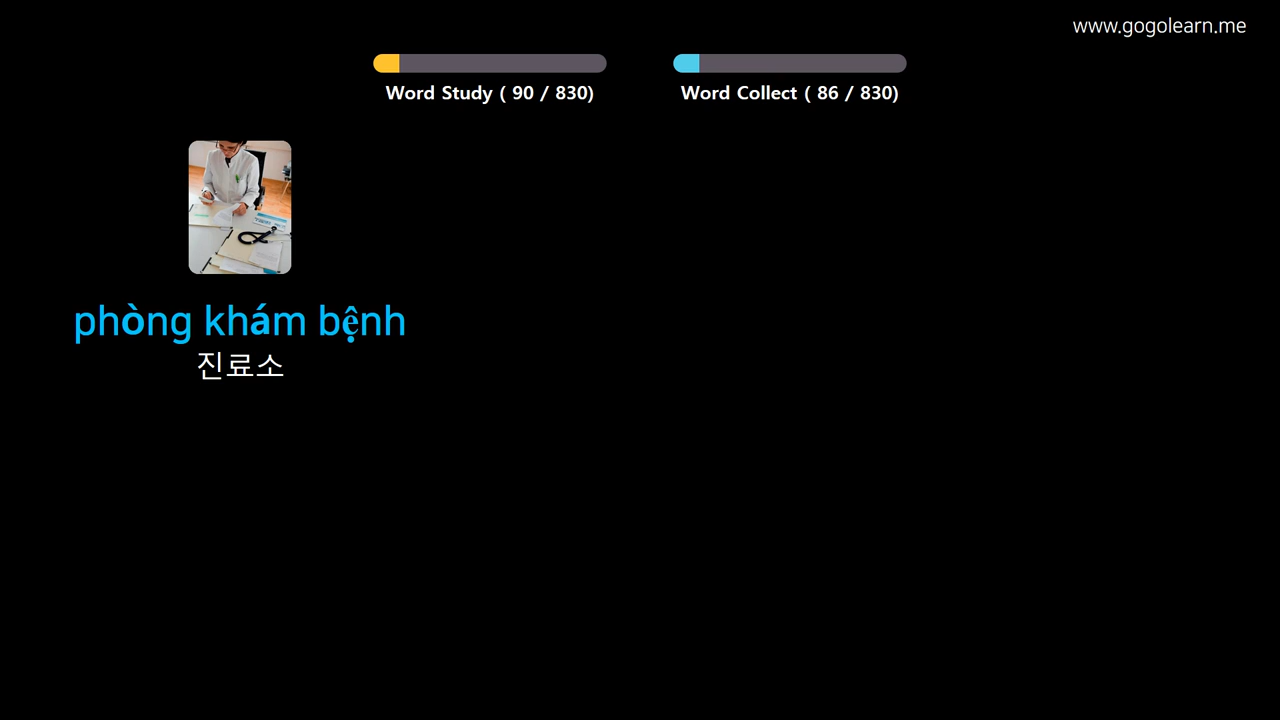 www.gogolearn.me
Word Study ( 90 / 830)
Word Collect ( 86 / 830)
phòng khám bệnh
진료소